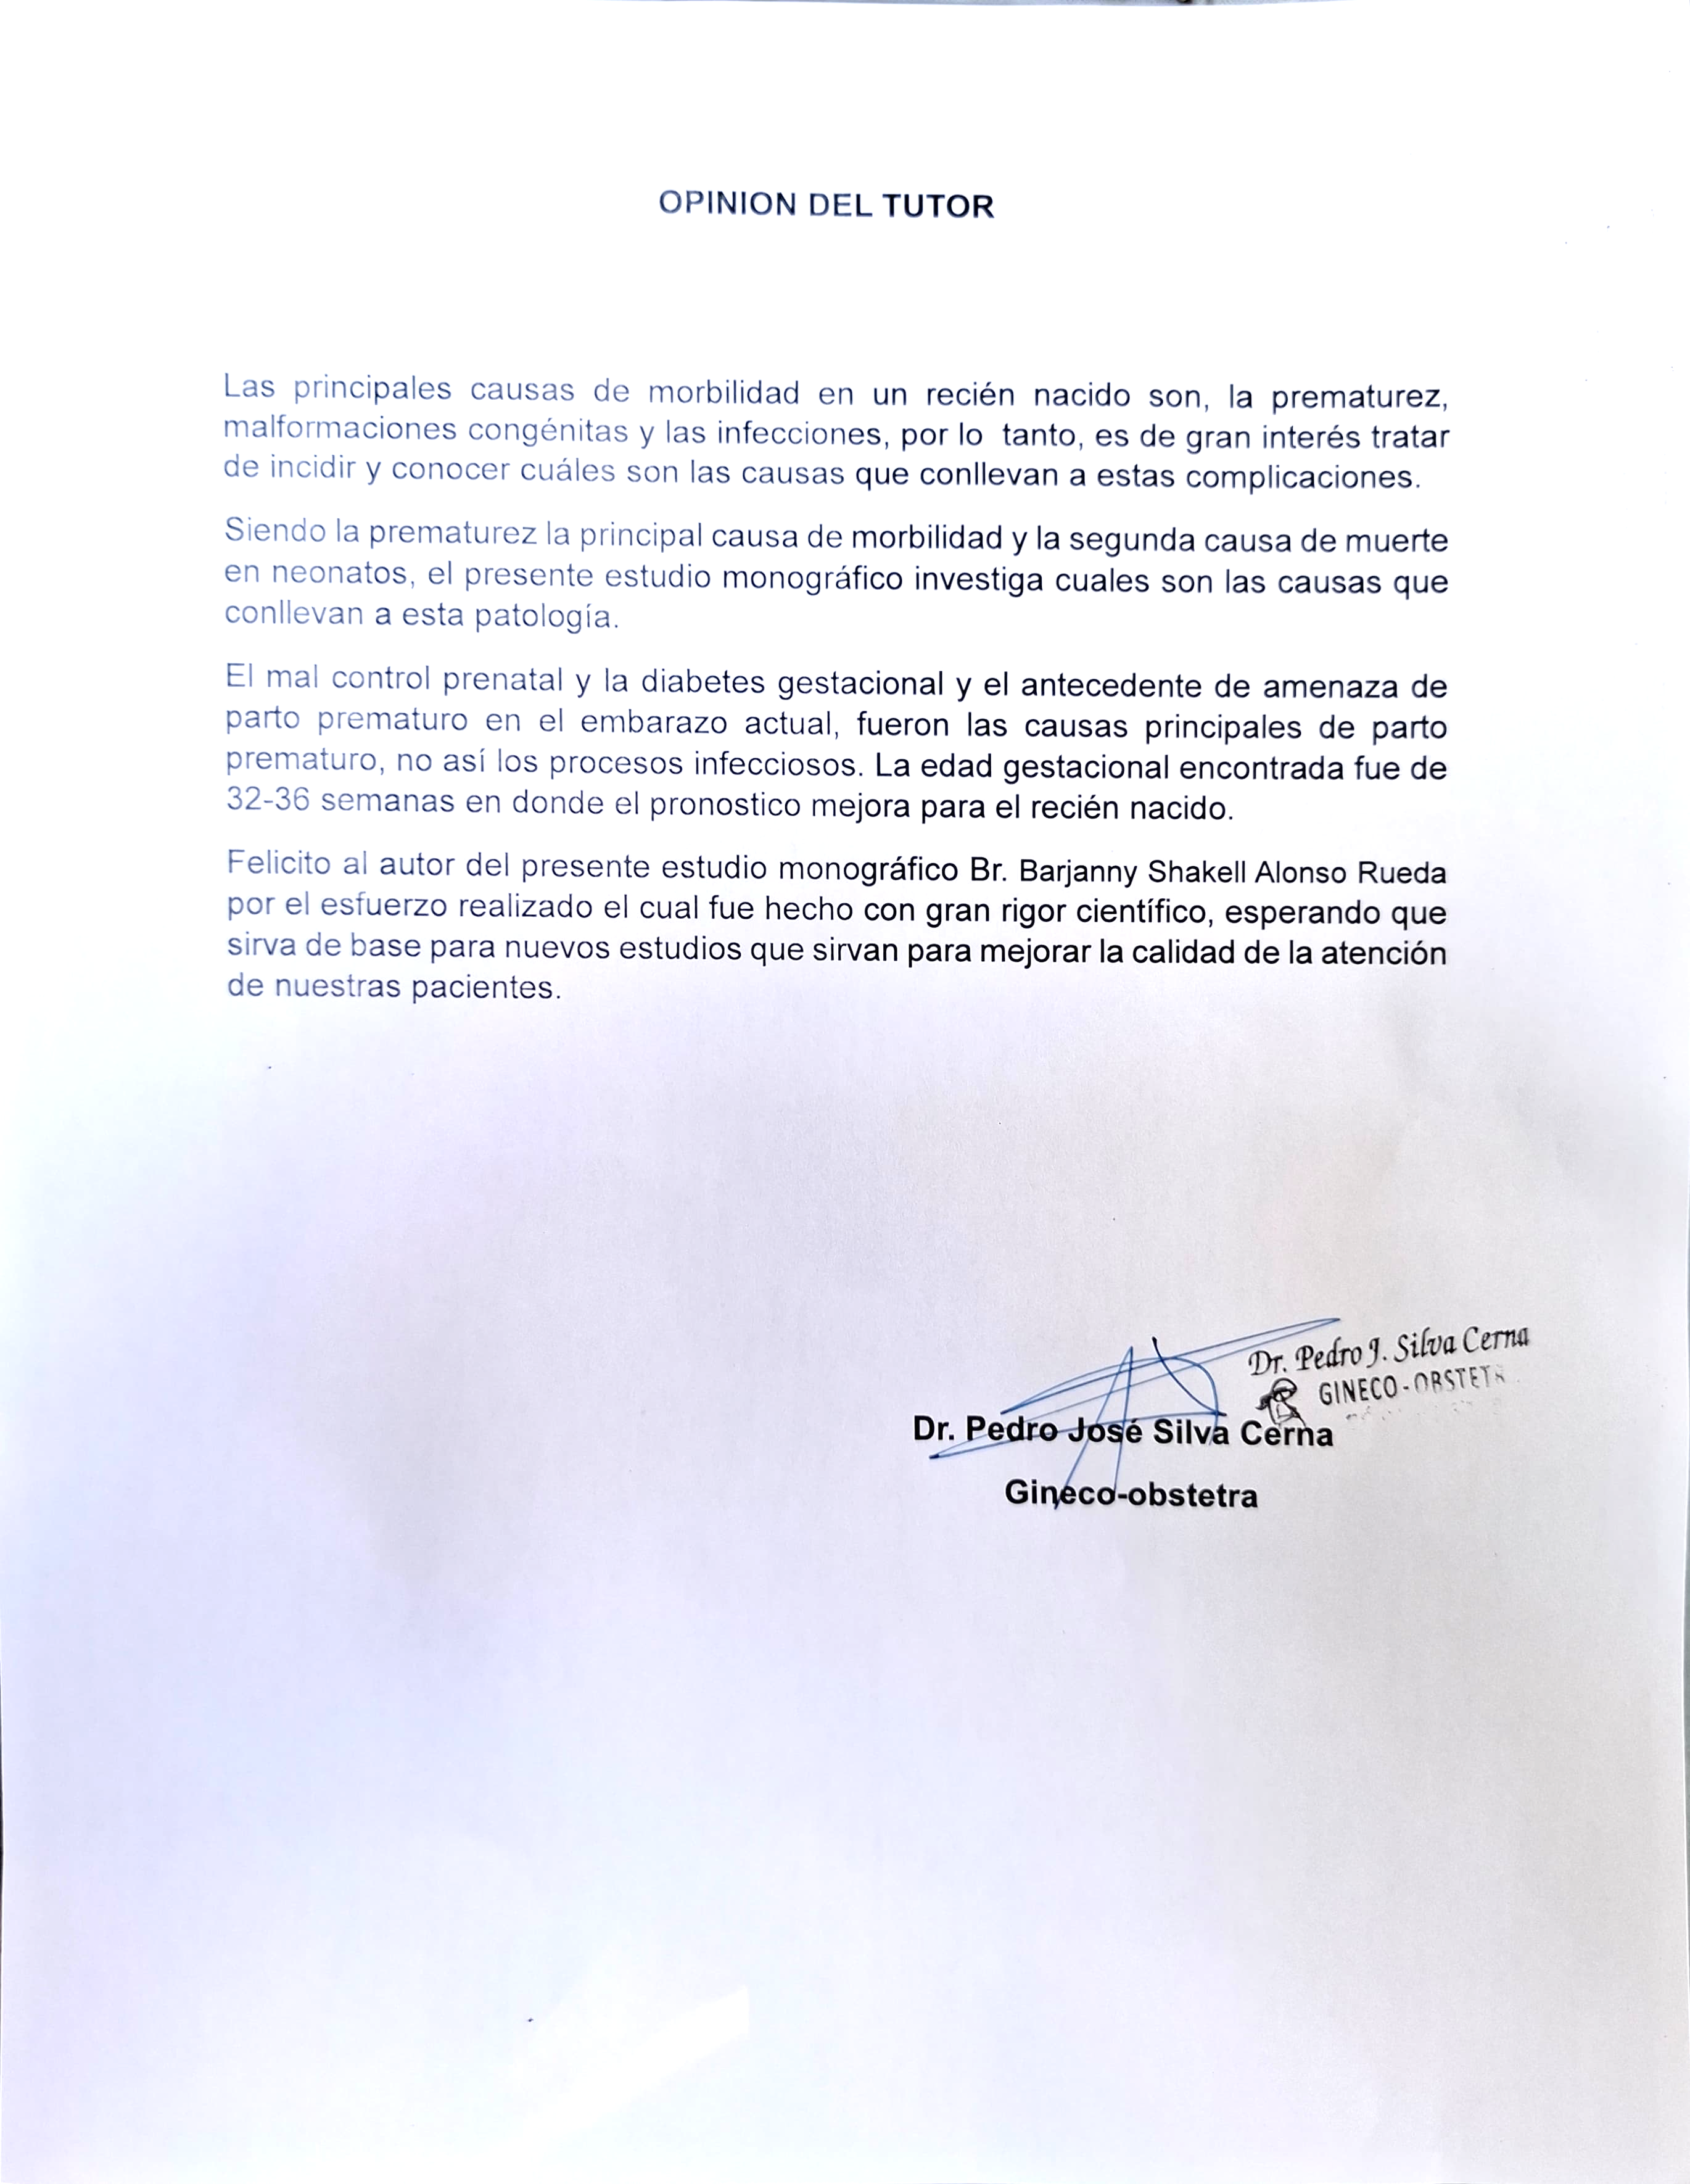 OPINION DEL TUTOR
Las principales causas de morbilidad en un recién nacido son, la prematurez,
malformaciones congénitas y las infecciones, por lo tanto, es de gran interés tratar
de incidir y conocer cuáles son las causas que conllevan a estas complicaciones.
Siendo la prematurez la principal causa de morbilidad y la segunda causa de muerte
en neonatos, el presente estudio monográfico investiga cuales son las causas que
conllevan a esta patología.
El mal control prenatal y la diabetes gestacional y el antecedente de amenaza de
parto prematuro en el embarazo actual, fueron las causas principales de parto
prematuro, no así los procesos infecciosos. La edad gestacional encontrada fue de
32-36 semanas en donde el pronostico mejora para el recién nacido.
Felicito al autor del presente estudio monográfico Br. Barjanny Shakell Alonso Rueda
por el esfuerzo realizado el cual fue hecho con gran rigor científico, esperando que
sirva de base para nuevos estudios que sirvan para mejorar la calidad de la atención
de nuestras pacientes.
Dr. Pedro J. Silva Cerna
GINECO-OBSTETR
Dr. Pedro José Silva Cerna
Gineco-obstetra